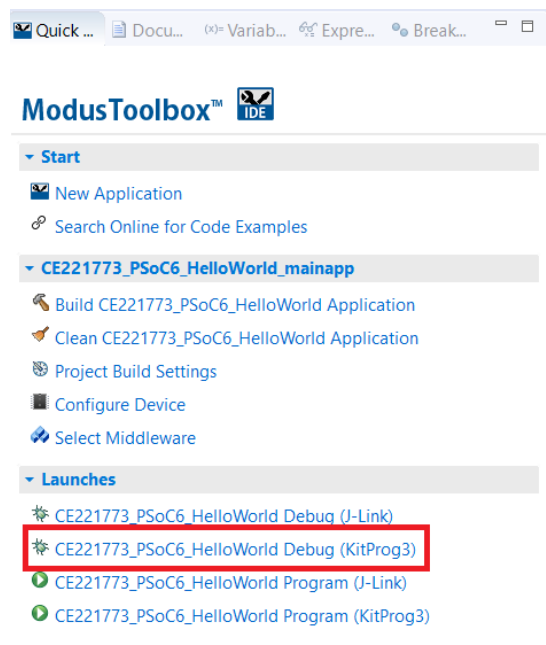 Quick ... Docu... (x)= Variab... Expre... Break...
ModusToolbox™ IDE
Start
New Application
Search Online for Code Examples
CE221773_PSoC6_HelloWorld_mainapp
Build CE221773_PSoC6_HelloWorld Application
Clean CE221773_PSoC6_HelloWorld Application
Project Build Settings
Configure Device
Select Middleware
Launches
CE221773_PSoC6_HelloWorld Debug (J-Link)
CE221773_PSoC6_HelloWorld Debug (KitProg3)
CE221773_PSoC6_HelloWorld Program (J-Link)
CE221773_PSoC6_HelloWorld Program (KitProg3)